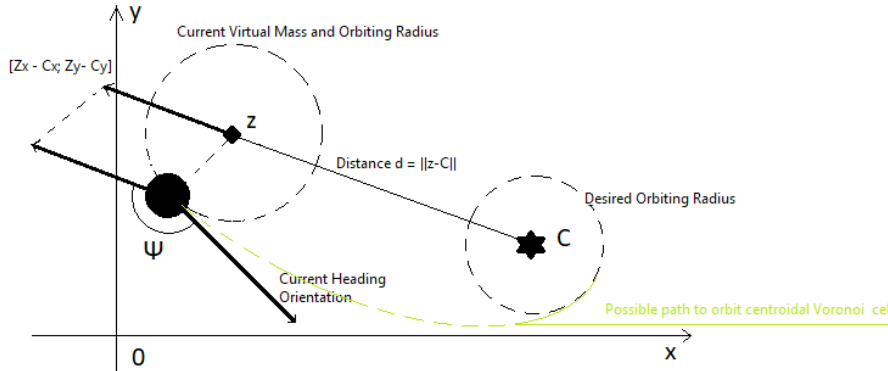 y
Current Virtual Mass and Orbiting Radius
[Zx - Cx; Zy- Cy]
z
Distance d = ||z-C||
Desired Orbiting Radius
C
Ψ
Current Heading
Orientation
Possible path to orbit centroidal Voronoi cel
0
x